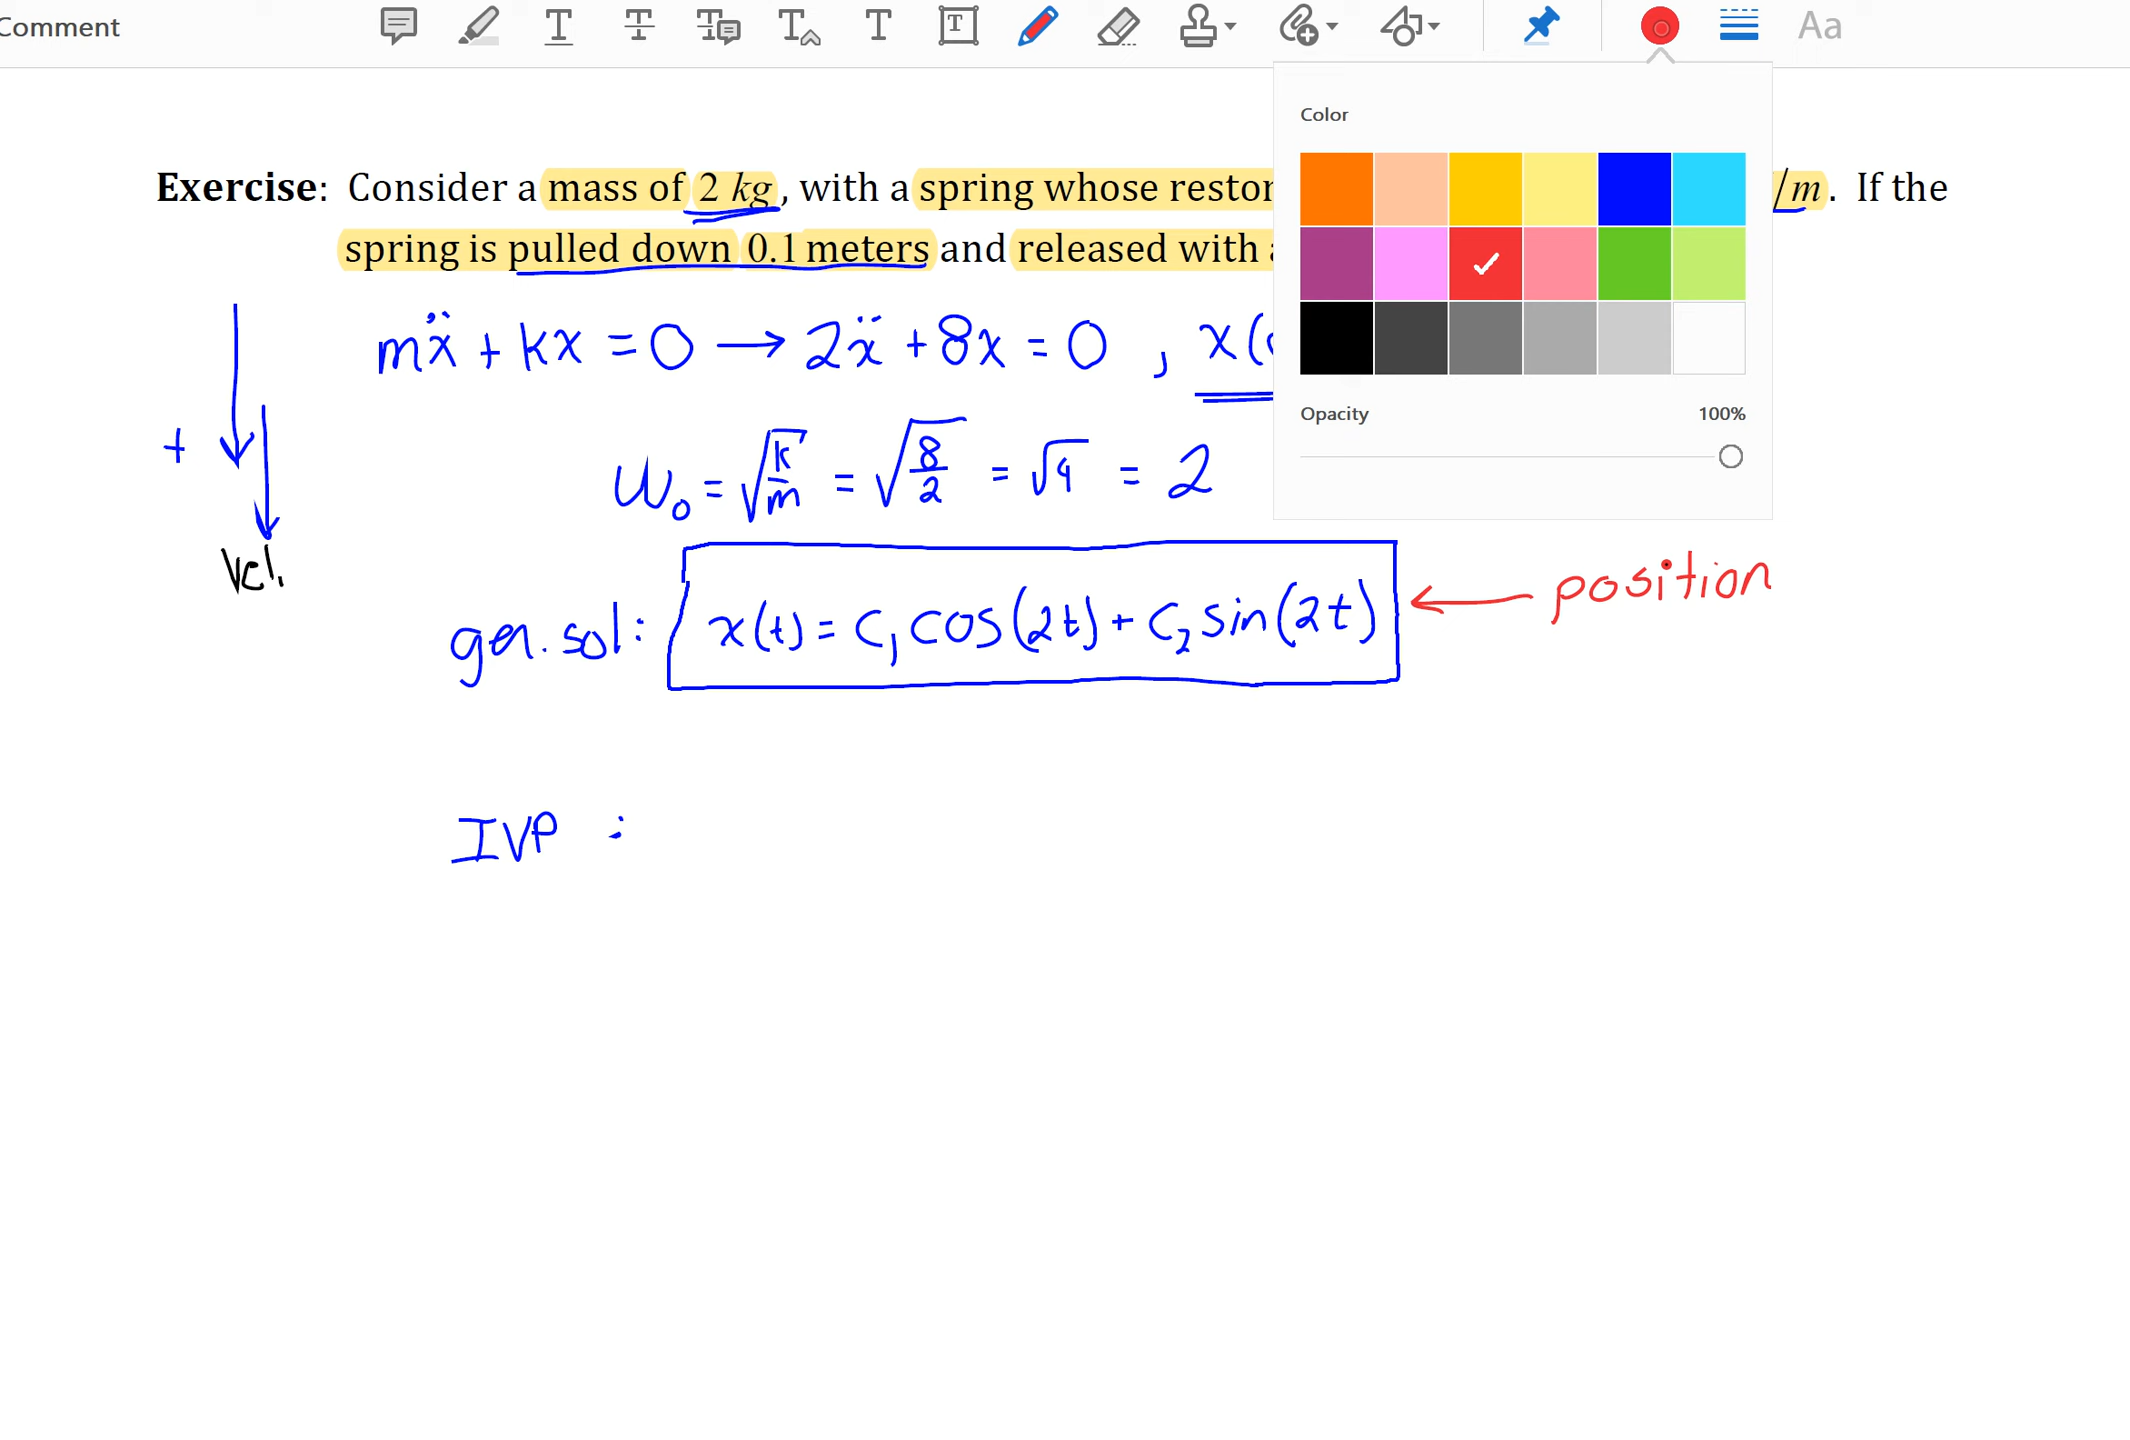 Comment
Aa
Color
Exercise: Consider a mass of 2 kg, with a spring whose restor /m. If the
spring is pulled down 0.1 meters and released with
mẍ + kx = 0 → 2ẍ + 8x = 0 , x(
Opacity 100%
+
ω₀ = √(k/m) = √(8/2) = √4 = 2
Vel.
gen. sol: x(t) = C₁cos(2t) + C₂sin(2t) ← position
IVP :